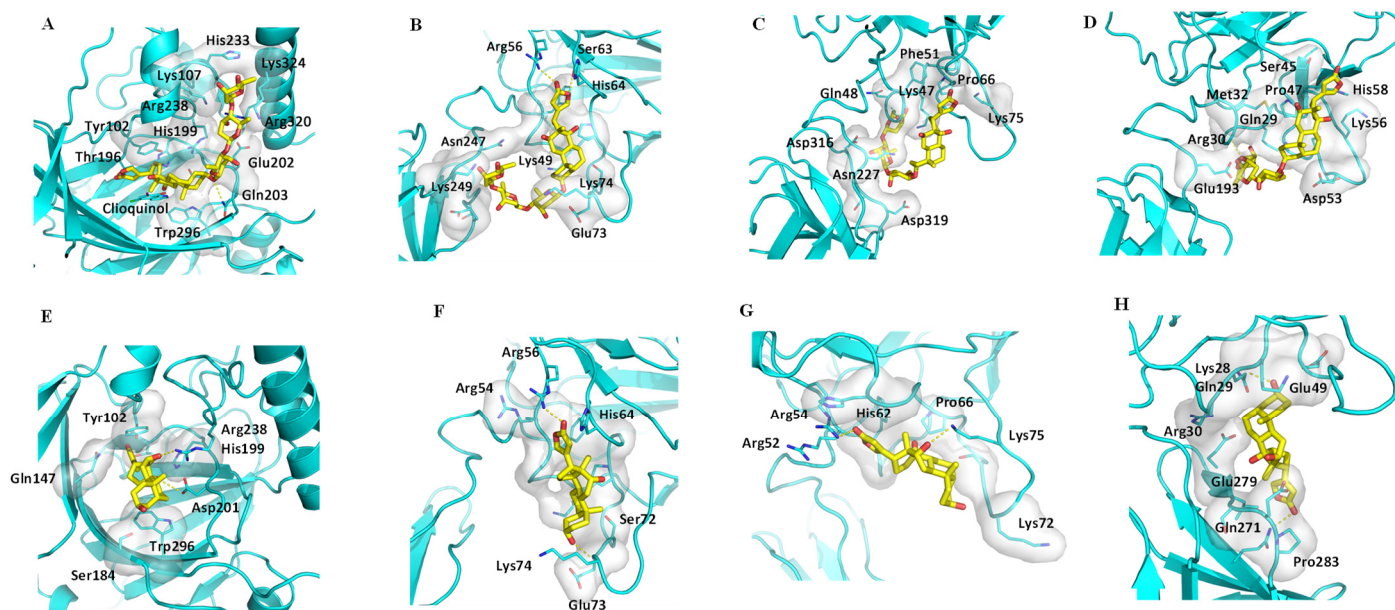 A
His233
Lys107
Lys324
Arg238
Tyr102
His199
Arg320
Thr196
Glu202
Gln203
Clioquinol
Trp296
B
Arg56
Ser63
His64
Asn247
Lys49
Lys249
Lys74
Glu73
C
Phe51
Pro66
Gln48
Lys47
Lys75
Asp316
Asn227
Asp319
D
Ser45
Met32
Pro47
His58
Gln29
Lys56
Arg30
Glu193
Asp53
E
Tyr102
Arg238
His199
Gln147
Asp201
Trp296
Ser184
F
Arg56
Arg54
His64
Ser72
Lys74
Glu73
G
Arg54
His62
Pro66
Arg52
Lys75
Lys72
H
Lys28
Gln29
Glu49
Arg30
Glu279
Gln271
Pro283